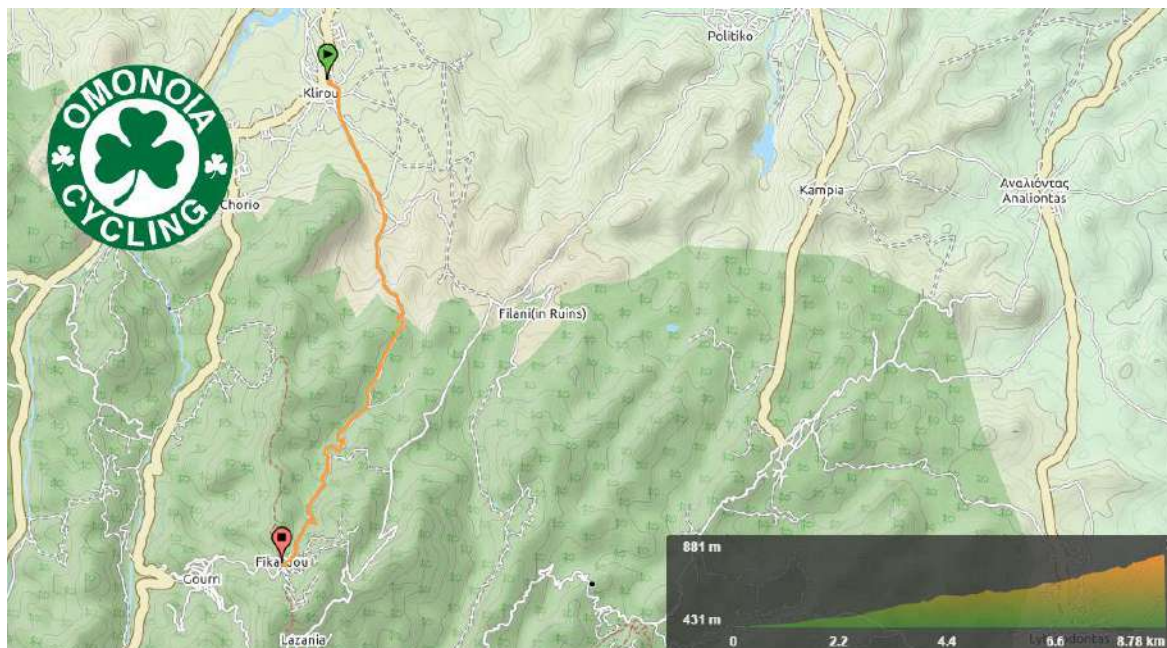 Politiko
Klirou
OMONOIA
CYCLING
Chorio
Kampia
Αναλιόντας
Analiontas
Filani(in Ruins)
Gourri
Lazania
881 m
431 m
0
2.2
4.4
6.6
8.78 km